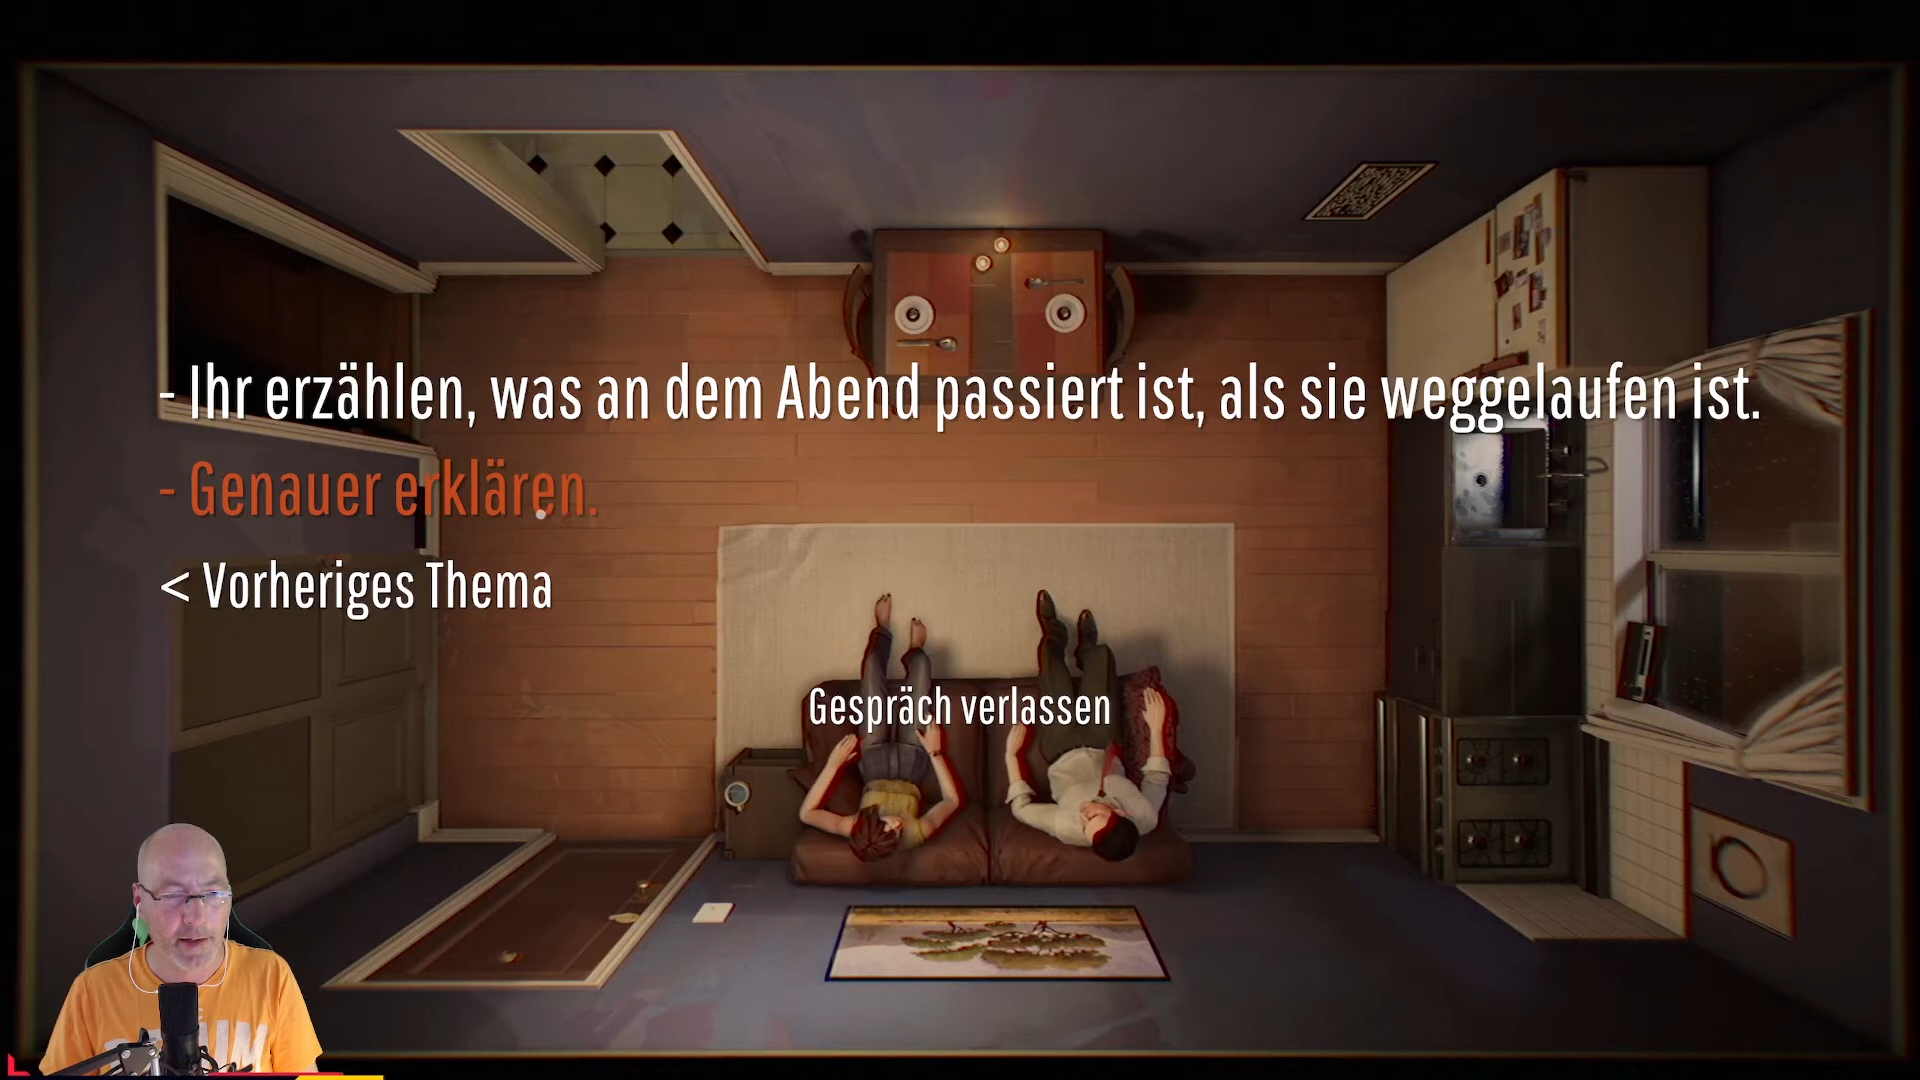 - Ihr erzählen, was an dem Abend passiert ist, als sie weggelaufen ist.
- Genauer erklären.
< Vorheriges Thema
Gespräch verlassen